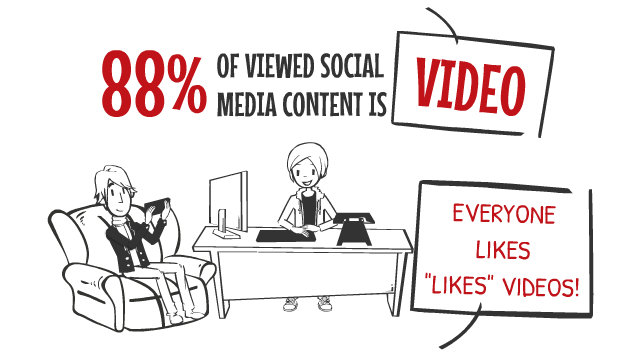 88% OF VIEWED SOCIAL
MEDIA CONTENT IS
VIDEO
EVERYONE
LIKES
"LIKES" VIDEOS!